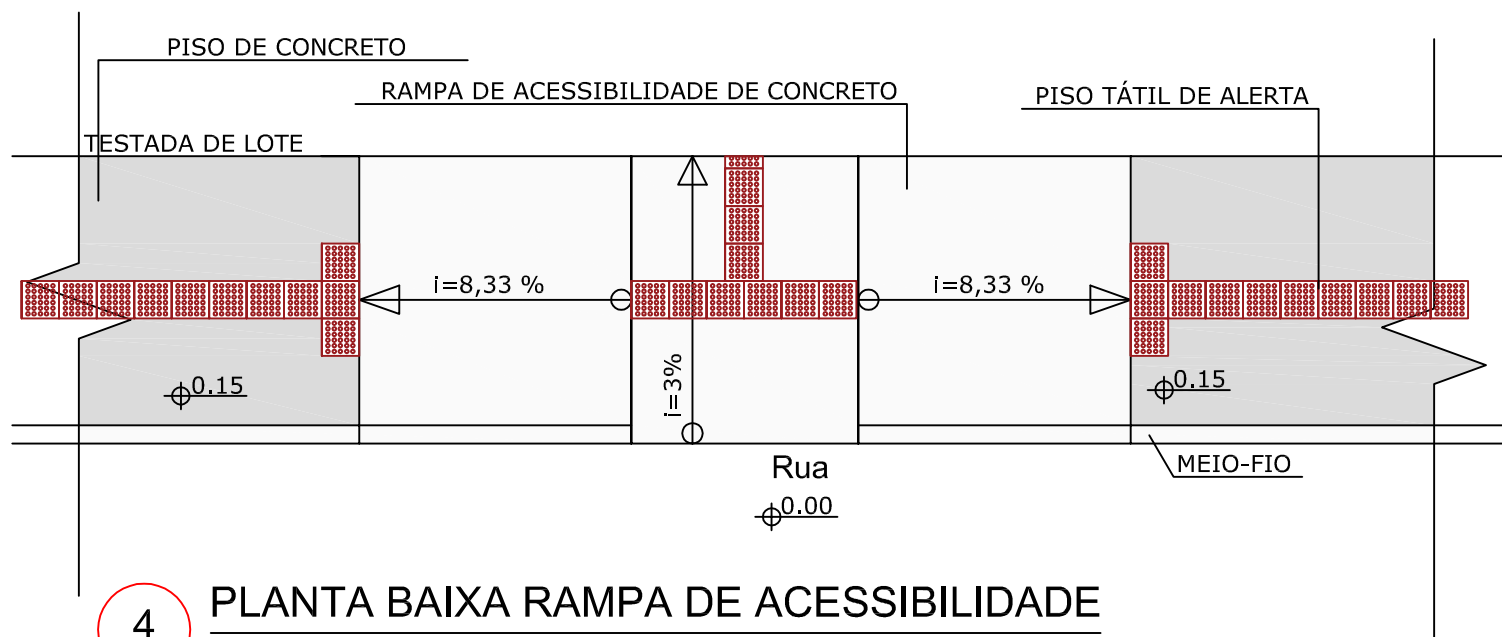 PISO DE CONCRETO
RAMPA DE ACESSIBILIDADE DE CONCRETO
PISO TÁTIL DE ALERTA
TESTADA DE LOTE
i=8,33 %
i=8,33 %
i=3%
0.15
0.15
Rua
MEIO-FIO
0.00
4
PLANTA BAIXA RAMPA DE ACESSIBILIDADE